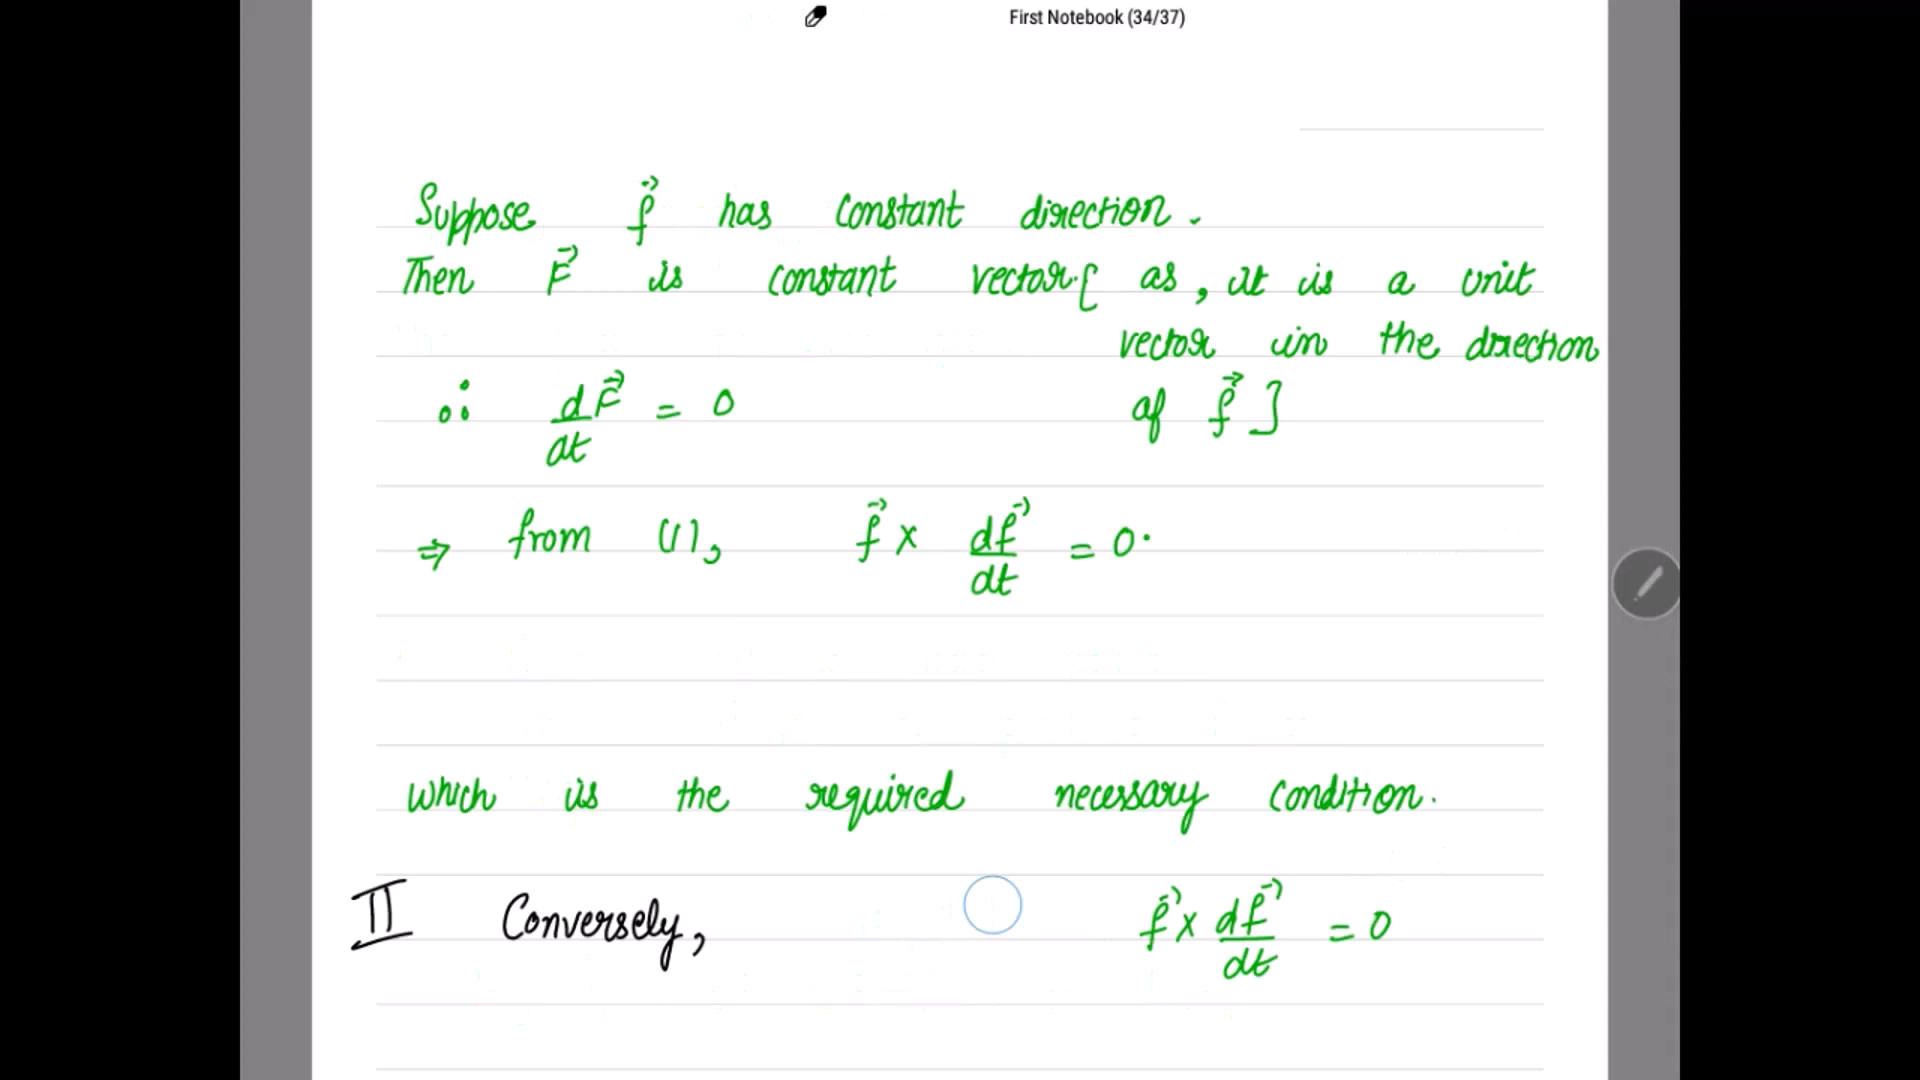 First Notebook (34/37)
Suppose f⃗ has constant direction.
Then F⃗ is constant vector. [ as, it is a unit
vector in the direction
of f⃗ ]
∴ dF⃗/dt = 0
⇒ from (1), f⃗ × df⃗/dt = 0.
which is the required necessary condition.
II Conversely, f⃗ × df⃗/dt = 0